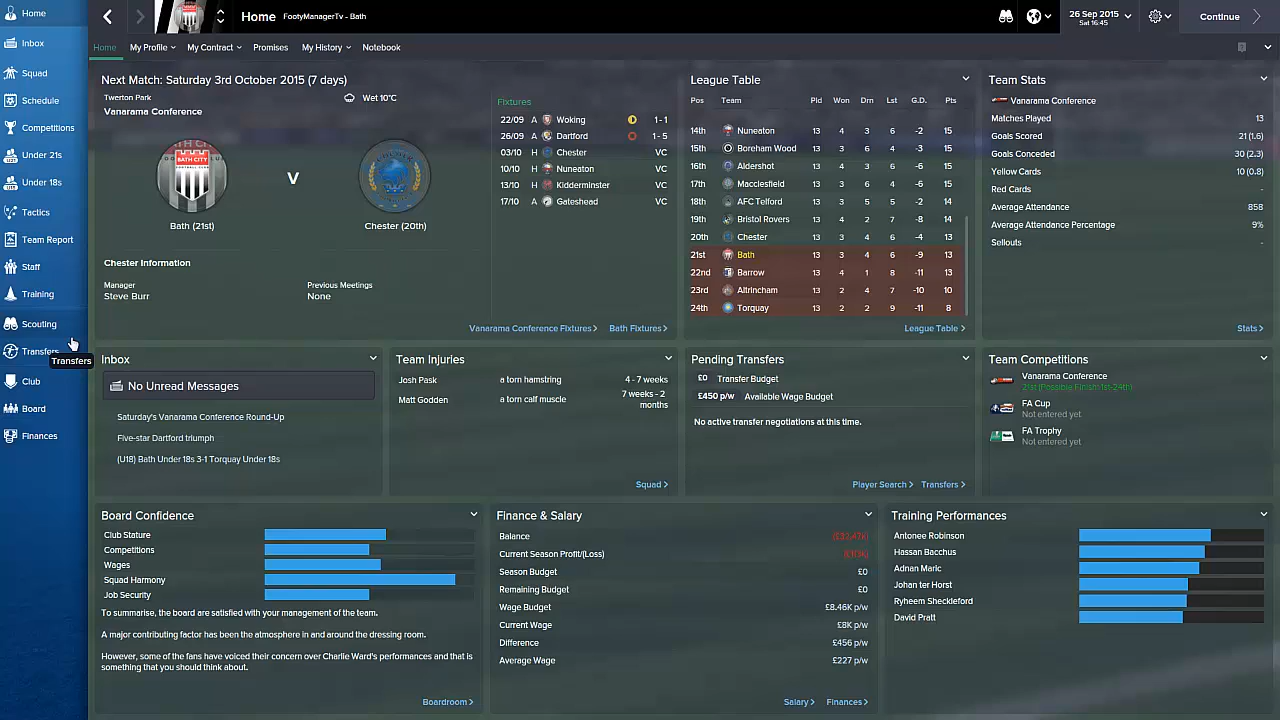 Home
Inbox
Squad
Schedule
Competitions
Under 21s
Under 18s
Tactics
Team Report
Staff
Training
Scouting
Transfers
Transfers
Club
Board
Finances
Home FootyManagerTv - Bath
26 Sep 2015
Sat 16:45
Continue
Home My Profile My Contract Promises My History Notebook
Next Match: Saturday 3rd October 2015 (7 days)
Twerton Park
Wet 10°C
Vanarama Conference
BATH CITY
V
Bath (21st)
Chester (20th)
Chester Information
Manager
Steve Burr
Previous Meetings
None
Fixtures
22/09 A Woking 1-1
26/09 A Dartford 1-5
03/10 H Chester VC
10/10 H Nuneaton VC
13/10 H Kidderminster VC
17/10 A Gateshead VC
Vanarama Conference Fixtures
Bath Fixtures
League Table
Pos Team Pld Won Drn Lst G.D. Pts
14th Nuneaton 13 4 3 6 -2 15
15th Boreham Wood 13 4 3 6 -3 15
16th Aldershot 13 4 3 6 -3 15
17th Macclesfield 13 3 6 4 -6 15
18th AFC Telford 13 3 5 5 -2 14
19th Bristol Rovers 13 4 2 7 -8 14
20th Chester 13 3 4 6 -4 13
21st Bath 13 3 4 6 -9 13
22nd Barrow 13 4 1 8 -11 13
23rd Altrincham 13 2 4 7 -10 10
24th Torquay 13 2 2 9 -11 8
League Table
Team Stats
Vanarama Conference
Matches Played 13
Goals Scored 21 (1.6)
Goals Conceded 30 (2.3)
Yellow Cards 10 (0.8)
Red Cards -
Average Attendance 858
Average Attendance Percentage 9%
Sellouts -
Stats
Inbox
No Unread Messages
Saturday's Vanarama Conference Round-Up
Five-star Dartford triumph
(U18) Bath Under 18s 3-1 Torquay Under 18s
Team Injuries
Josh Pask a torn hamstring 4 - 7 weeks
Matt Godden a torn calf muscle 7 weeks - 2
months
Squad
Pending Transfers
£0 Transfer Budget
£450 p/w Available Wage Budget
No active transfer negotiations at this time.
Player Search
Transfers
Team Competitions
Vanarama Conference
21st (Possible Finish: 1st-24th)
FA Cup
Not entered yet
FA Trophy
Not entered yet
Board Confidence
Club Stature
Competitions
Wages
Squad Harmony
Job Security
To summarise, the board are satisfied with your management of the team.
A major contributing factor has been the atmosphere in and around the dressing room.
However, some of the fans have voiced their concern over Charlie Ward's performances and that is
something that you should think about.
Boardroom
Finance & Salary
Balance
Current Season Profit/(Loss)
Season Budget £0
Remaining Budget £0
Wage Budget £8.46K p/w
Current Wage £8K p/w
Difference £456 p/w
Average Wage £227 p/w
Salary
Finances
Training Performances
Antonee Robinson
Hassan Bacchus
Adnan Maric
Johan ter Horst
Ryheem Sheckleford
David Pratt